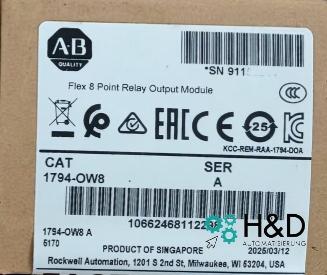 A-B
QUALITY
*SN 911
Flex 8 Point Relay Output Module
EAC CE 25
KCC-REM-RAA-1794-DOA
CAT SER
1794-OW8 A
1066246811229
H&D
AUTOMATISIERUNG
1794-OW8 A
6170
PRODUCT OF SINGAPORE 2025/03/12
Rockwell Automation, 1201 S 2nd St, Milwaukee, WI 53204, USA